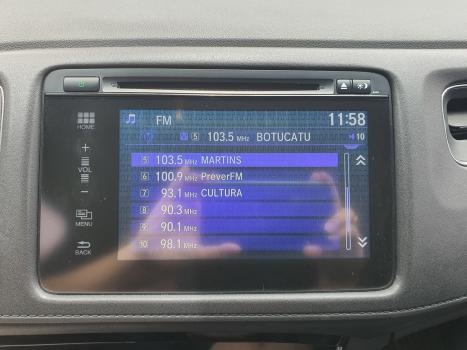 FM 11:58
5 103.5 MHz BOTUCATU 10
HOME
+
VOL
-
MENU
BACK
5 103.5 MHz MARTINS
6 100.9 MHz PreverFM
7 93.1 MHz CULTURA
8 90.3 MHz
9 90.1 MHz
10 98.1 MHz